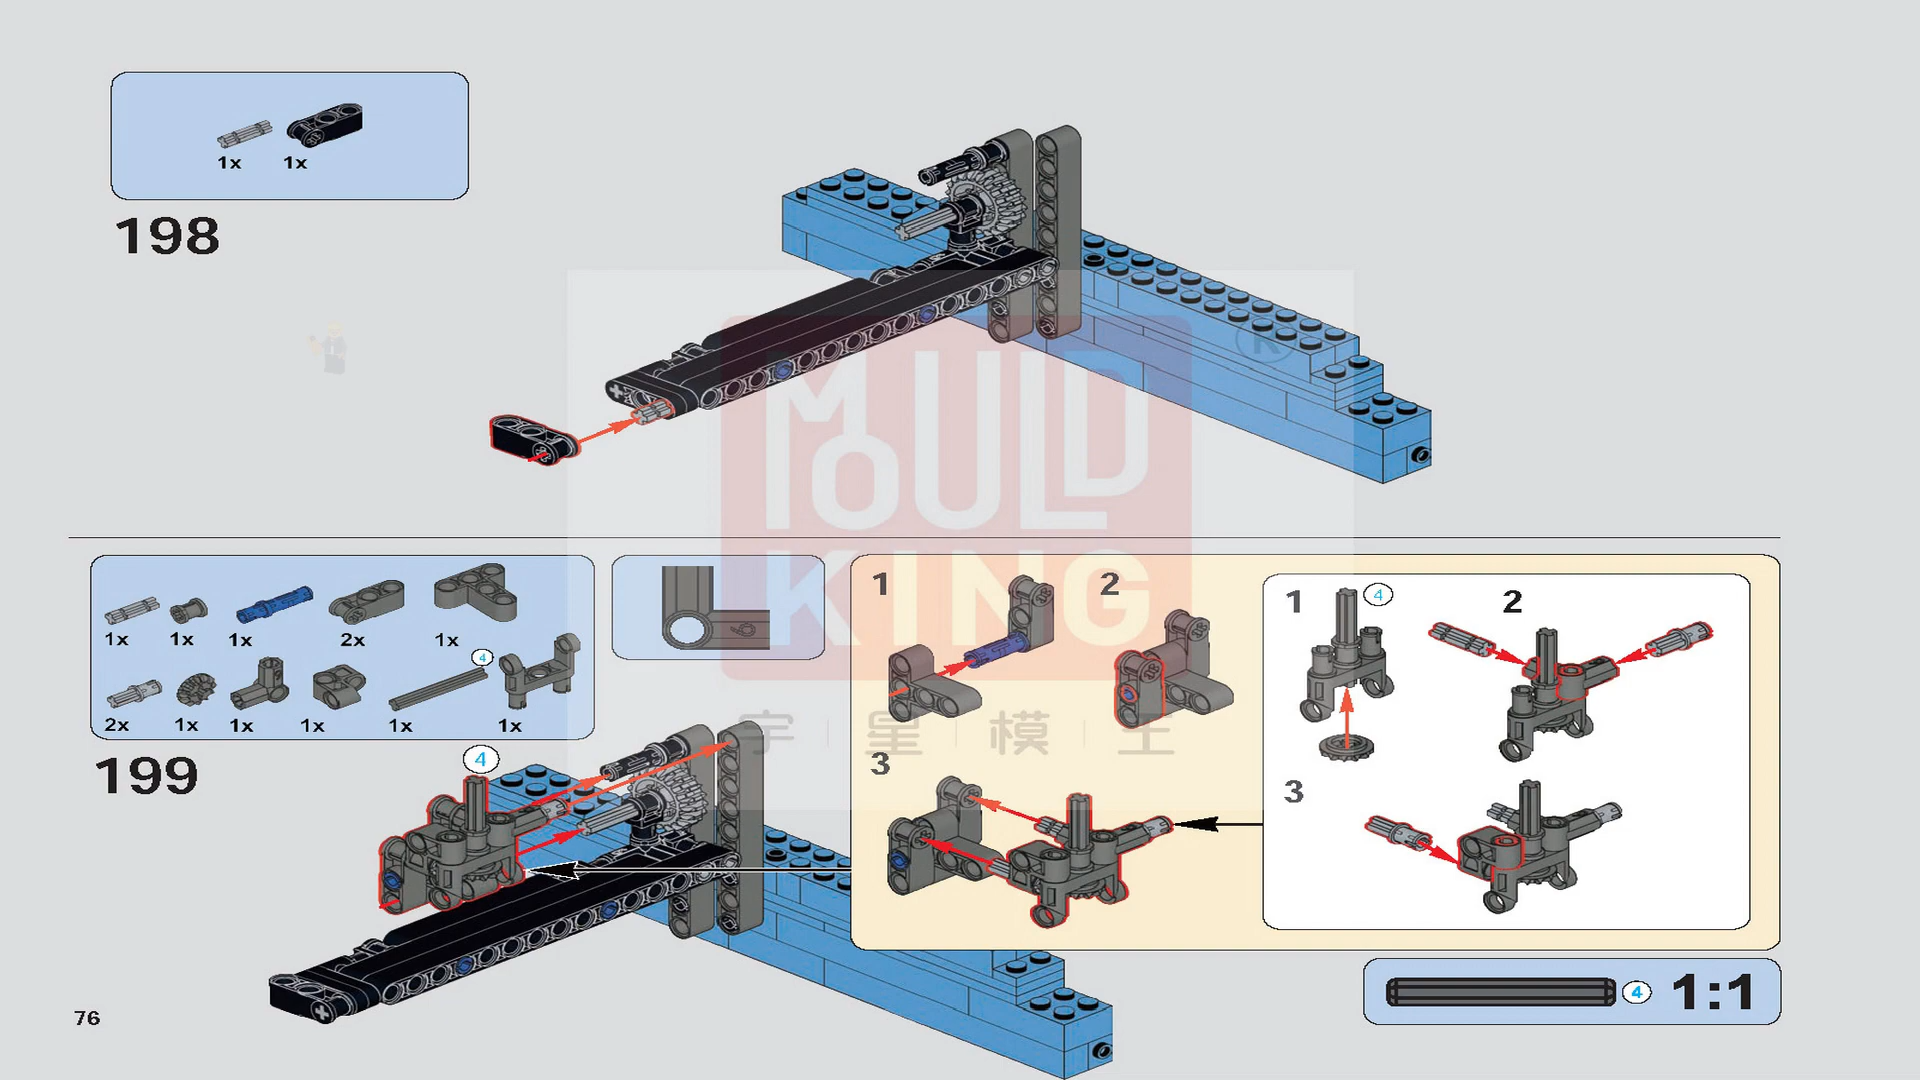 1x 1x
198
MOULD
KING
®
宇 星 模 王
1x 1x 1x 2x 1x
4
2x 1x 1x 1x 1x 1x
199
4
6
1 2
3
1 4 2
3
4 1:1
76